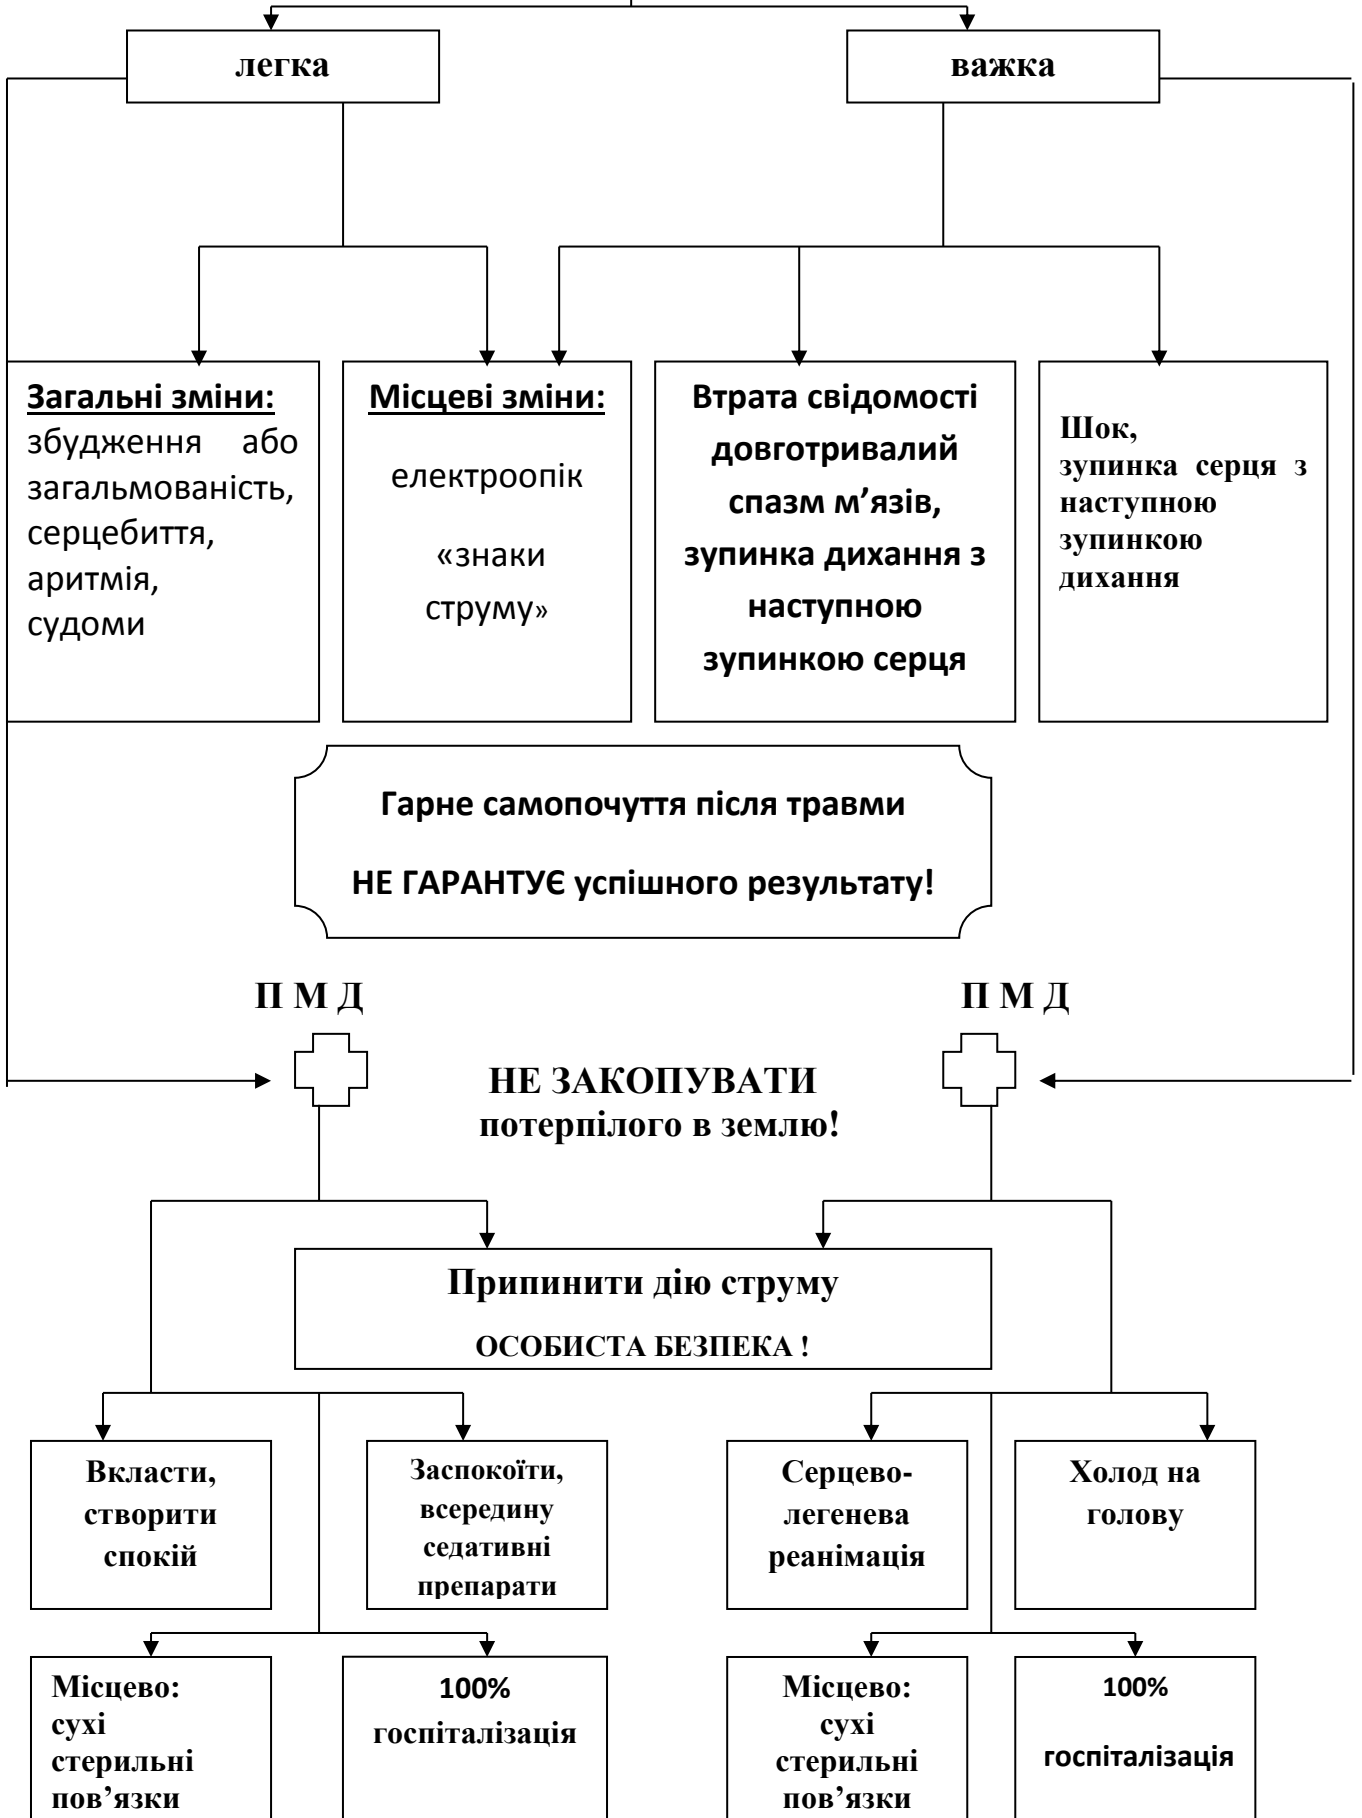 легка
важка
Загальні зміни:
збудження або
загальмованість,
серцебиття,
аритмія,
судоми
Місцеві зміни:
електроопік
«знаки
струму»
Втрата свідомості
довготривалий
спазм м’язів,
зупинка дихання з
наступною
зупинкою серця
Шок,
зупинка серця з
наступною
зупинкою
дихання
Гарне самопочуття після травми
НЕ ГАРАНТУЄ успішного результату!
П М Д
П М Д
НЕ ЗАКОПУВАТИ
потерпілого в землю!
Припинити дію струму
ОСОБИСТА БЕЗПЕКА !
Вкласти,
створити
спокій
Заспокоїти,
всередину
седативні
препарати
Серцево-
легенева
реанімація
Холод на
голову
Місцево:
сухі
стерильні
пов’язки
100%
госпіталізація
Місцево:
сухі
стерильні
пов’язки
100%
госпіталізація